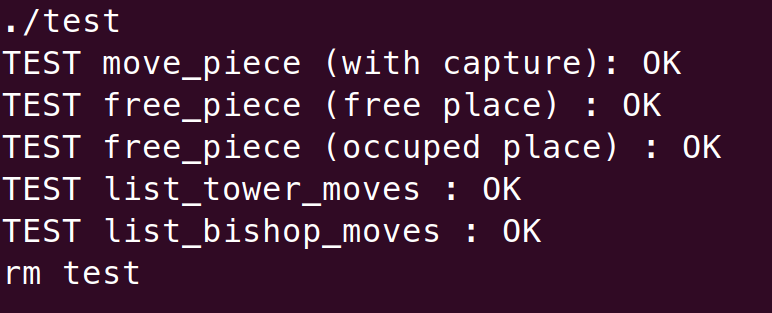 ./test
TEST move_piece (with capture): OK
TEST free_piece (free place) : OK
TEST free_piece (occuped place) : OK
TEST list_tower_moves : OK
TEST list_bishop_moves : OK
rm test